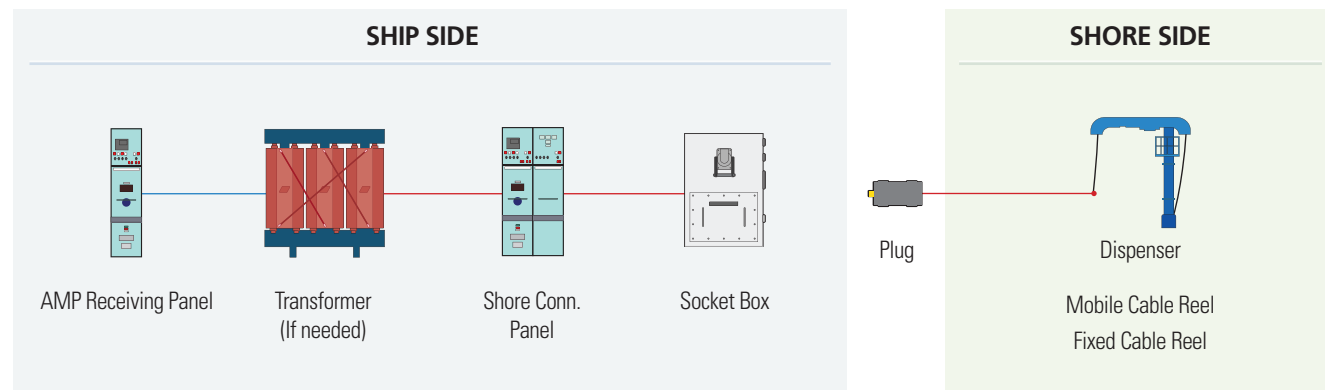 SHIP SIDE
SHORE SIDE
AMP Receiving Panel
Transformer
(If needed)
Shore Conn.
Panel
Socket Box
Plug
Dispenser
Mobile Cable Reel
Fixed Cable Reel